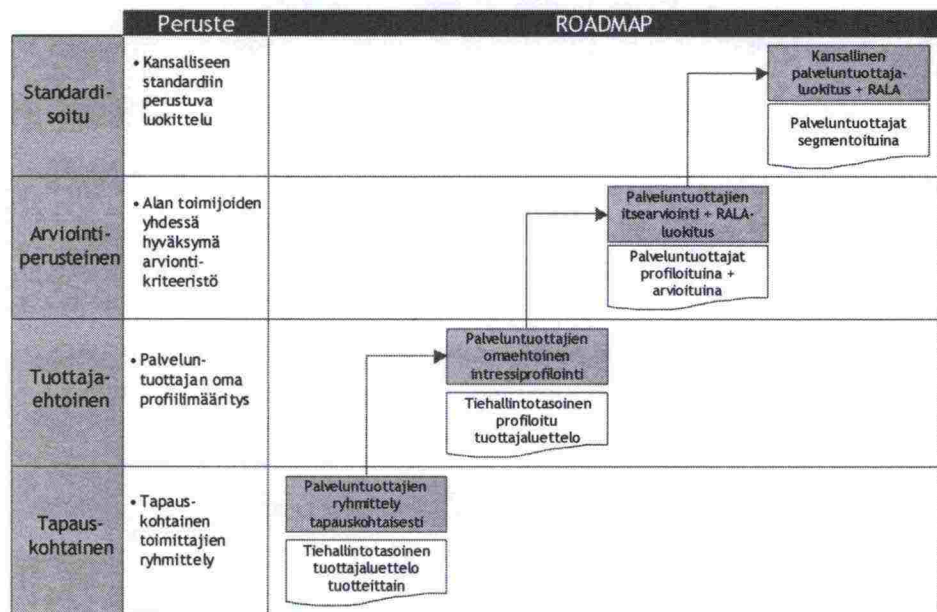 Peruste
ROADMAP
Standardi-
soitu
• Kansalliseen
standardiin
perustuva
luokittelu
Kansallinen
palveluntuottaja-
luokitus + RALA
Palveluntuottajat
segmentoituina
Arviointi-
perusteinen
• Alan toimijoiden
yhdessä
hyväksymä
arvionti-
kriteeristö
Palveluntuottajien
itsearviointi + RALA-
luokitus
Palveluntuottajat
profiloituina +
arvioituina
Tuottaja-
ehtoinen
• Palvelun-
tuottajan oma
profiilimääritys
Palveluntuottajien
omaehtoinen
intressiprofilointi
Tiehallintotasoinen
profiloitu
tuottajaluettelo
Tapaus-
kohtainen
• Tapaus-
kohtainen
toimittajien
ryhmittely
Palveluntuottajien
ryhmittely
tapauskohtaisesti
Tiehallintotasoinen
tuottajaluettelo
tuotteittain